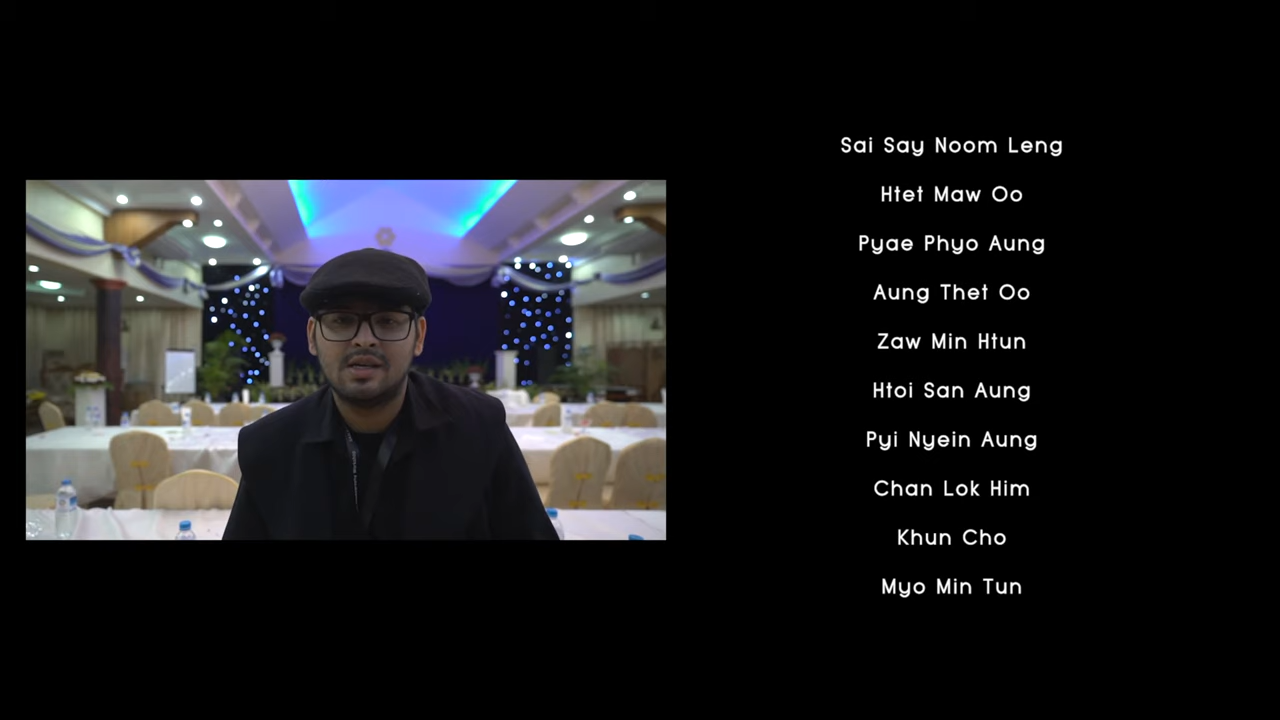 Sai Say Noom Leng
Htet Maw Oo
Pyae Phyo Aung
Aung Thet Oo
Zaw Min Htun
Htoi San Aung
Pyi Nyein Aung
Chan Lok Him
Khun Cho
Myo Min Tun